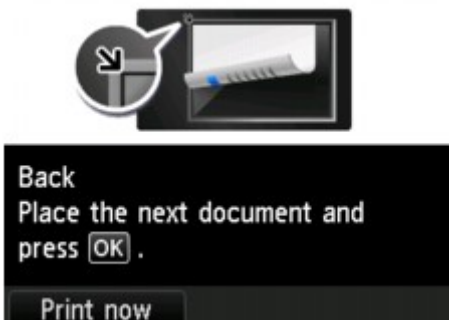 Back
Place the next document and
press OK .
Print now